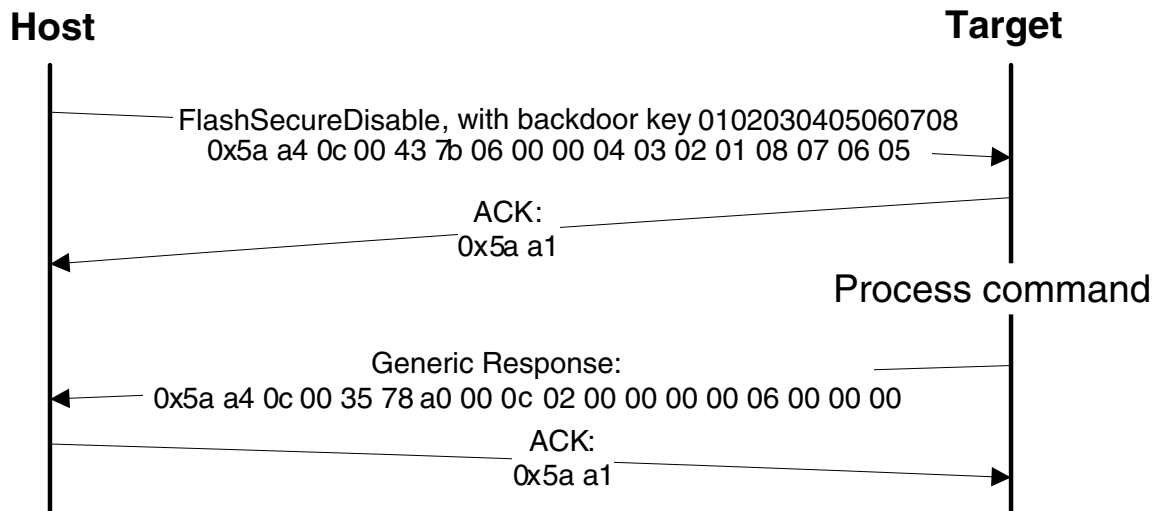 Host
Target
FlashSecureDisable, with backdoor key 0102030405060708
0x5a a4 0c 00 43 7b 06 00 00 04 03 02 01 08 07 06 05
ACK:
0x5a a1
Process command
Generic Response:
0x5a a4 0c 00 35 78 a0 00 0c 02 00 00 00 00 06 00 00 00
ACK:
0x5a a1